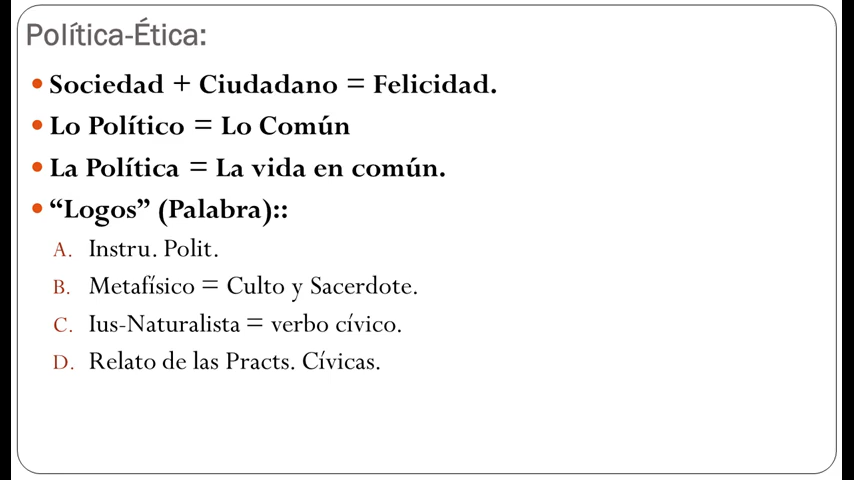 Política-Ética:
• Sociedad + Ciudadano = Felicidad.
• Lo Político = Lo Común
• La Política = La vida en común.
• “Logos” (Palabra)::
A. Instru. Polit.
B. Metafísico = Culto y Sacerdote.
C. Ius-Naturalista = verbo cívico.
D. Relato de las Practs. Cívicas.